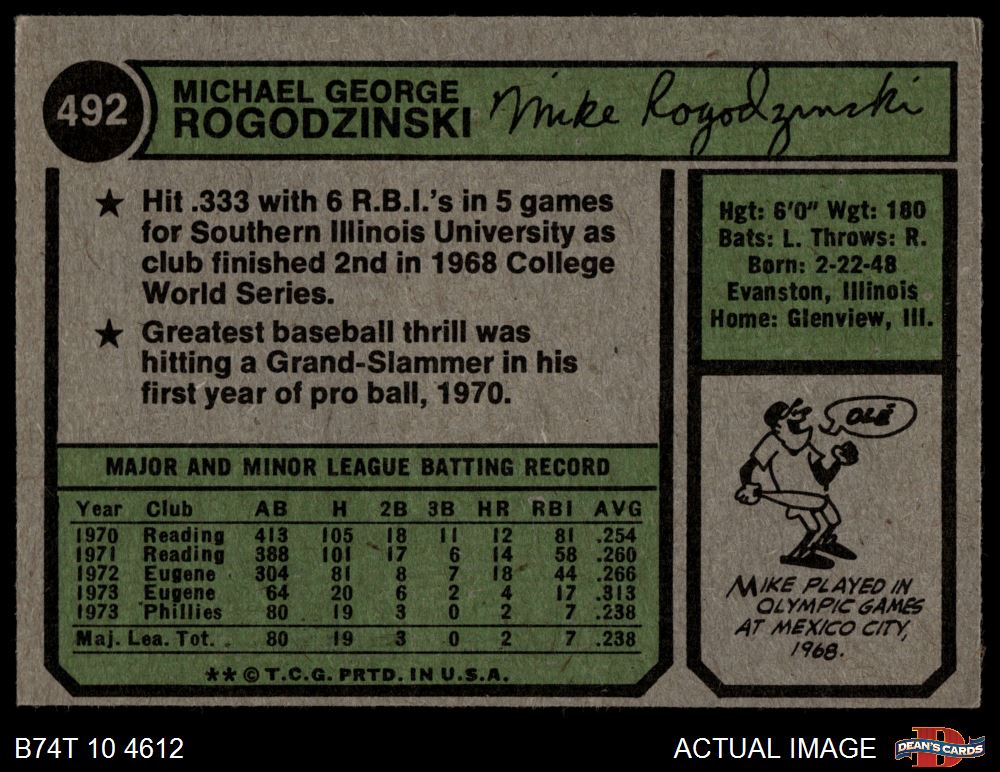 492
MICHAEL GEORGE
ROGODZINSKI
Mike Rogodzinski
★ Hit .333 with 6 R.B.I.'s in 5 games
for Southern Illinois University as
club finished 2nd in 1968 College
World Series.
★ Greatest baseball thrill was
hitting a Grand-Slammer in his
first year of pro ball, 1970.
Hgt: 6'0" Wgt: 180
Bats: L. Throws: R.
Born: 2-22-48
Evanston, Illinois
Home: Glenview, Ill.
MAJOR AND MINOR LEAGUE BATTING RECORD
Year Club AB H 2B 3B HR RBI AVG
1970 Reading 413 105 18 11 12 81 .254
1971 Reading 388 101 17 6 14 58 .260
1972 Eugene 304 81 8 7 18 44 .266
1973 Eugene 64 20 6 2 4 17 .313
1973 Phillies 80 19 3 0 2 7 .238
Maj. Lea. Tot. 80 19 3 0 2 7 .238
** © T.C.G. PRTD. IN U.S.A.
OLÉ
MIKE PLAYED IN
OLYMPIC GAMES
AT MEXICO CITY,
1968.
B74T 10 4612
ACTUAL IMAGE
D
DEAN'S CARDS